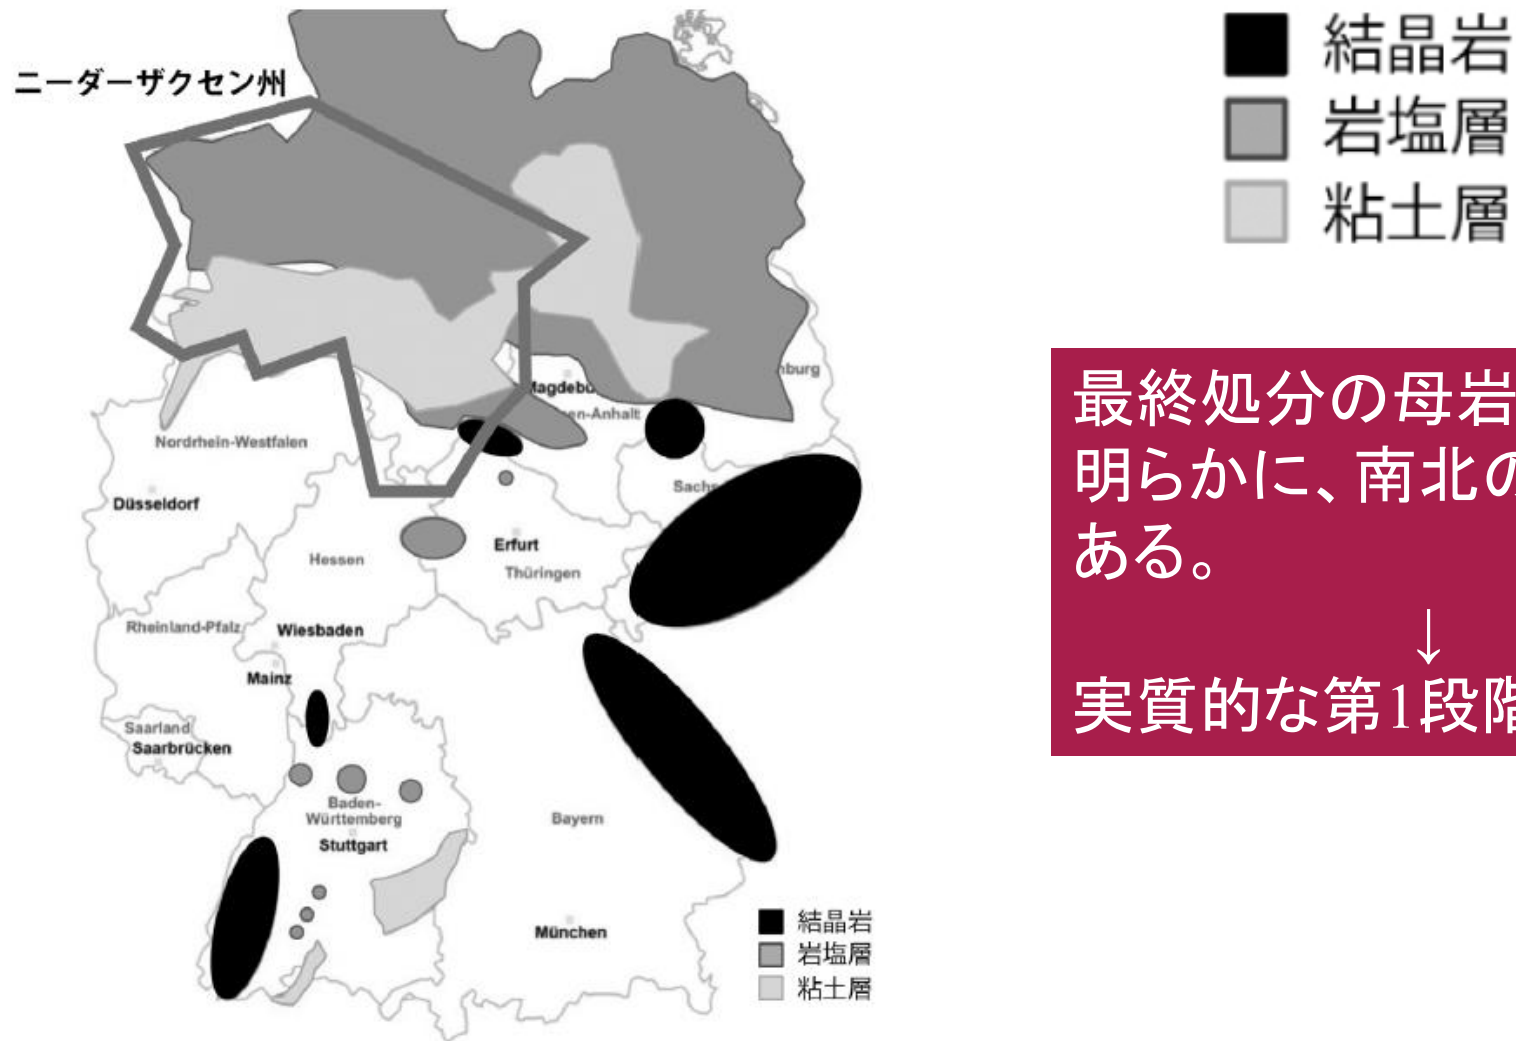 ニーダーザクセン州
結晶岩
岩塩層
粘土層
最終処分の母岩
明らかに、南北の
ある。
↓
実質的な第1段階
Nordrhein-Westfalen
Düsseldorf
Hessen
Erfurt
Thüringen
Rheinland-Pfalz
Wiesbaden
Mainz
Saarland
Saarbrücken
Baden-
Württemberg
Stuttgart
Bayern
München
結晶岩
岩塩層
粘土層